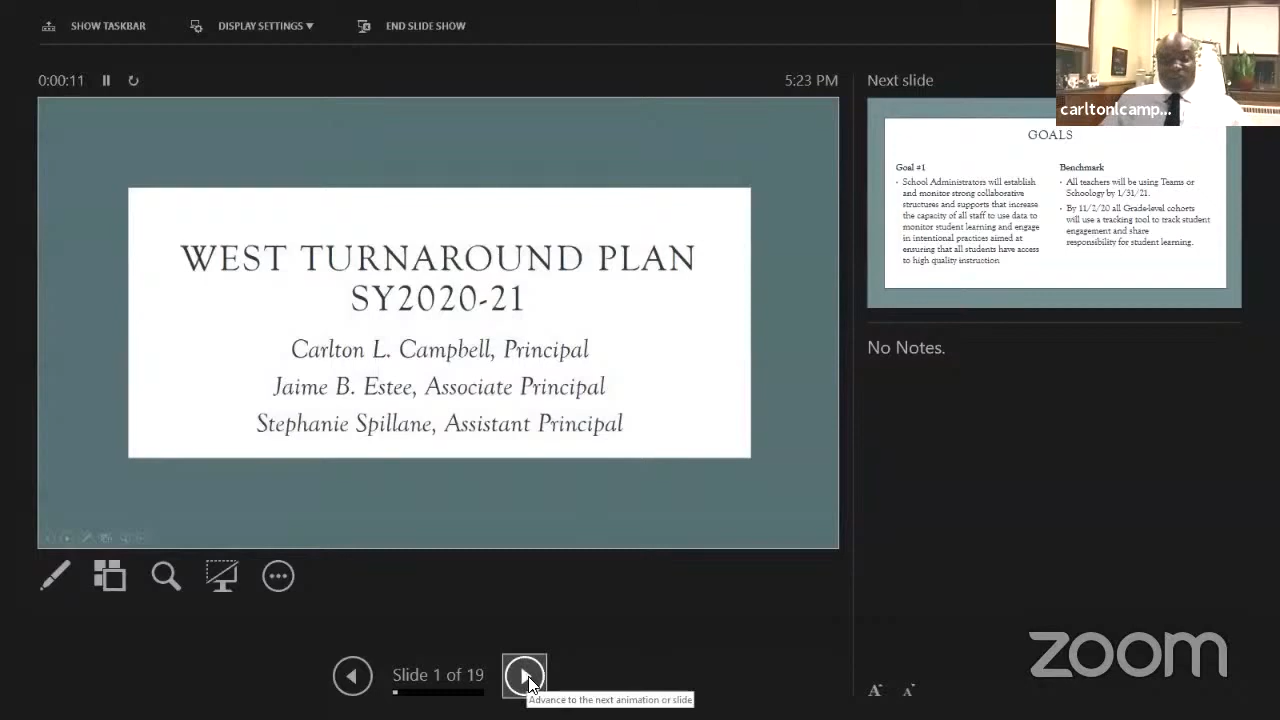 SHOW TASKBAR
DISPLAY SETTINGS ▼
END SLIDE SHOW
0:00:11
5:23 PM
WEST TURNAROUND PLAN
SY2020-21
Carlton L. Campbell, Principal
Jaime B. Estee, Associate Principal
Stephanie Spillane, Assistant Principal
Slide 1 of 19
Advance to the next animation or slide
Next slide
carltonlcamp...
GOALS
Goal #1
• School Administrators will establish
and monitor strong collaborative
structures and supports that increase
the capacity of all staff to use data to
monitor student learning and engage
in intentional practices aimed at
ensuring that all students have access
to high quality instruction
Benchmark
• All teachers will be using Teams or
Schoology by 1/31/21.
• By 11/2/20 all Grade-level cohorts
will use a tracking tool to track student
engagement and share
responsibility for student learning.
No Notes.
zoom
A A